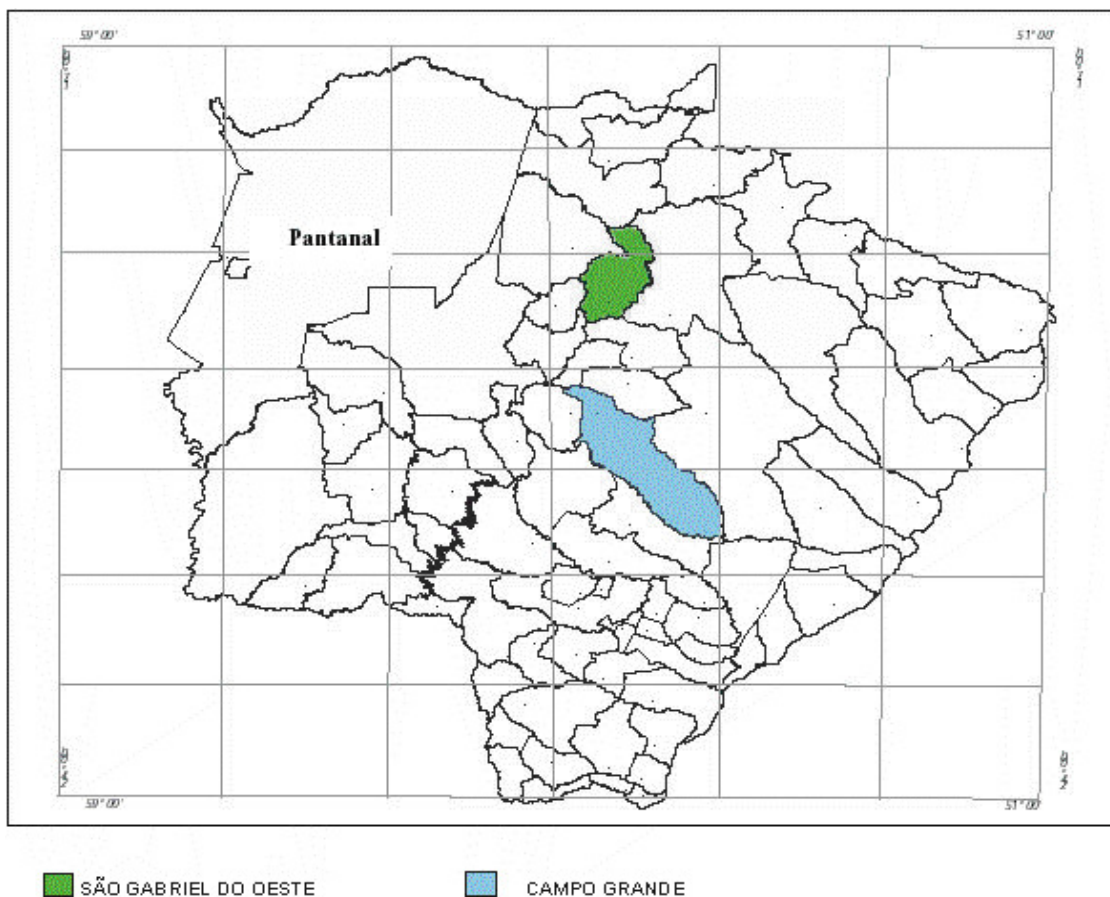 59° 00'
51° 00'
Pantanal
59° 00'
51° 00'
SÃO GABRIEL DO OESTE
CAMPO GRANDE